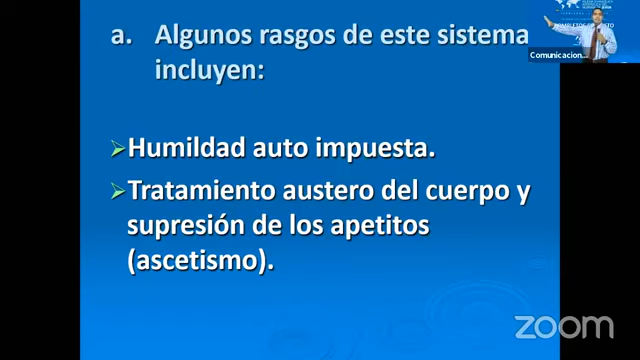 a. Algunos rasgos de este sistema
incluyen:
Humildad auto impuesta.
Tratamiento austero del cuerpo y
supresión de los apetitos
(ascetismo).
Comunicacion...
zoom